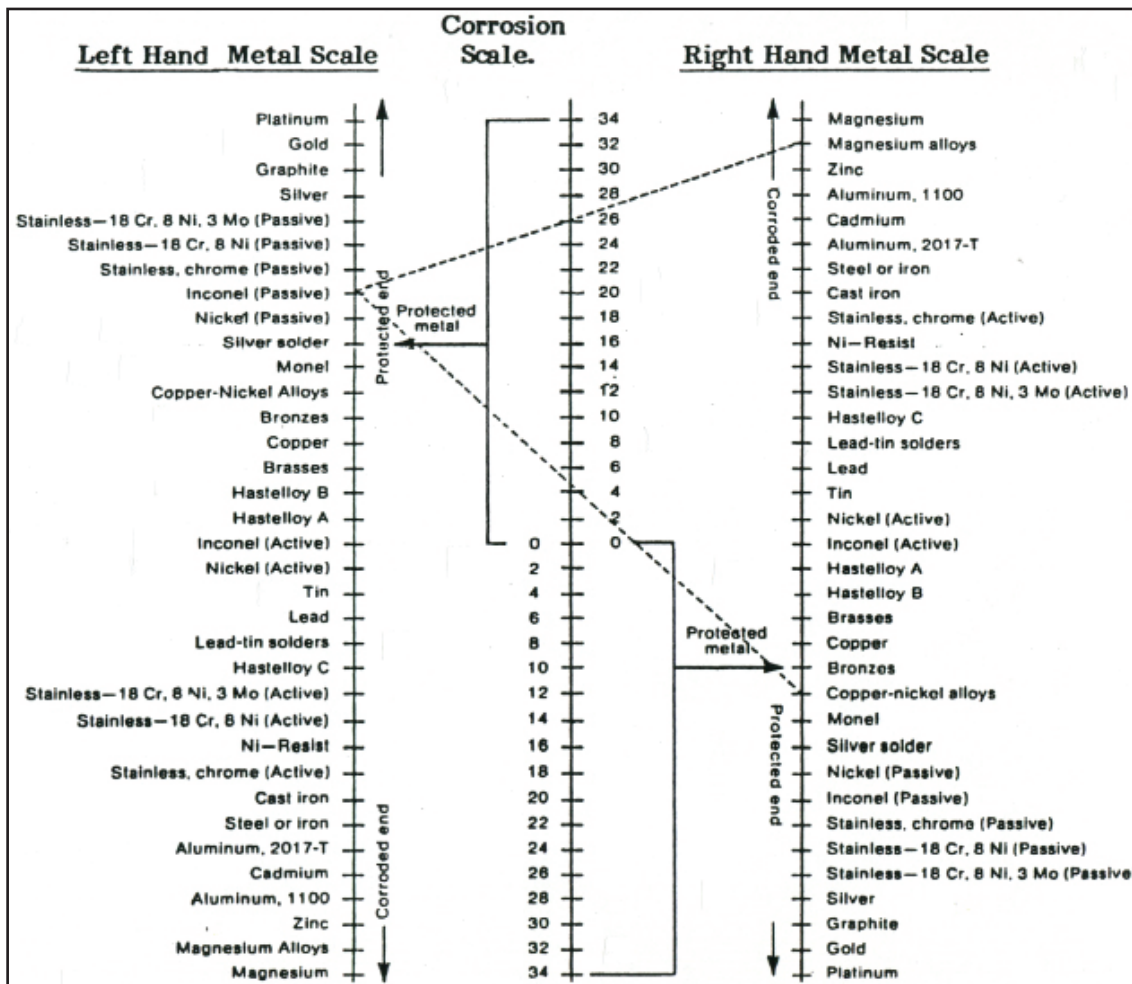 Corrosion
Left Hand Metal Scale
Scale.
Right Hand Metal Scale
Platinum
34
Magnesium
Gold
32
Magnesium alloys
Graphite
30
Zinc
Silver
28
Aluminum, 1100
Stainless—18 Cr, 8 Ni, 3 Mo (Passive)
26
Cadmium
Stainless—18 Cr, 8 Ni (Passive)
24
Aluminum, 2017-T
Stainless, chrome (Passive)
22
Steel or iron
Inconel (Passive)
20
Cast iron
Nickel (Passive)
18
Stainless, chrome (Active)
Silver solder
16
Ni—Resist
Monel
14
Stainless—18 Cr, 8 Ni (Active)
Copper-Nickel Alloys
12
Stainless—18 Cr, 8 Ni, 3 Mo (Active)
Bronzes
10
Hastelloy C
Copper
8
Lead-tin solders
Brasses
6
Lead
Hastelloy B
4
Tin
Hastelloy A
2
Nickel (Active)
Inconel (Active)
0
0
Inconel (Active)
Nickel (Active)
2
Hastelloy A
Tin
4
Hastelloy B
Lead
6
Brasses
Lead-tin solders
8
Copper
Hastelloy C
10
Bronzes
Stainless—18 Cr, 8 Ni, 3 Mo (Active)
12
Copper-nickel alloys
Stainless—18 Cr, 8 Ni (Active)
14
Monel
Ni—Resist
16
Silver solder
Stainless, chrome (Active)
18
Nickel (Passive)
Cast iron
20
Inconel (Passive)
Steel or iron
22
Stainless, chrome (Passive)
Aluminum, 2017-T
24
Stainless—18 Cr, 8 Ni (Passive)
Cadmium
26
Stainless—18 Cr, 8 Ni, 3 Mo (Passive
Aluminum, 1100
28
Silver
Zinc
30
Graphite
Magnesium Alloys
32
Gold
Magnesium
34
Platinum
Protected end
Corroded end
Protected
metal
Protected
metal
Corroded end
Protected end